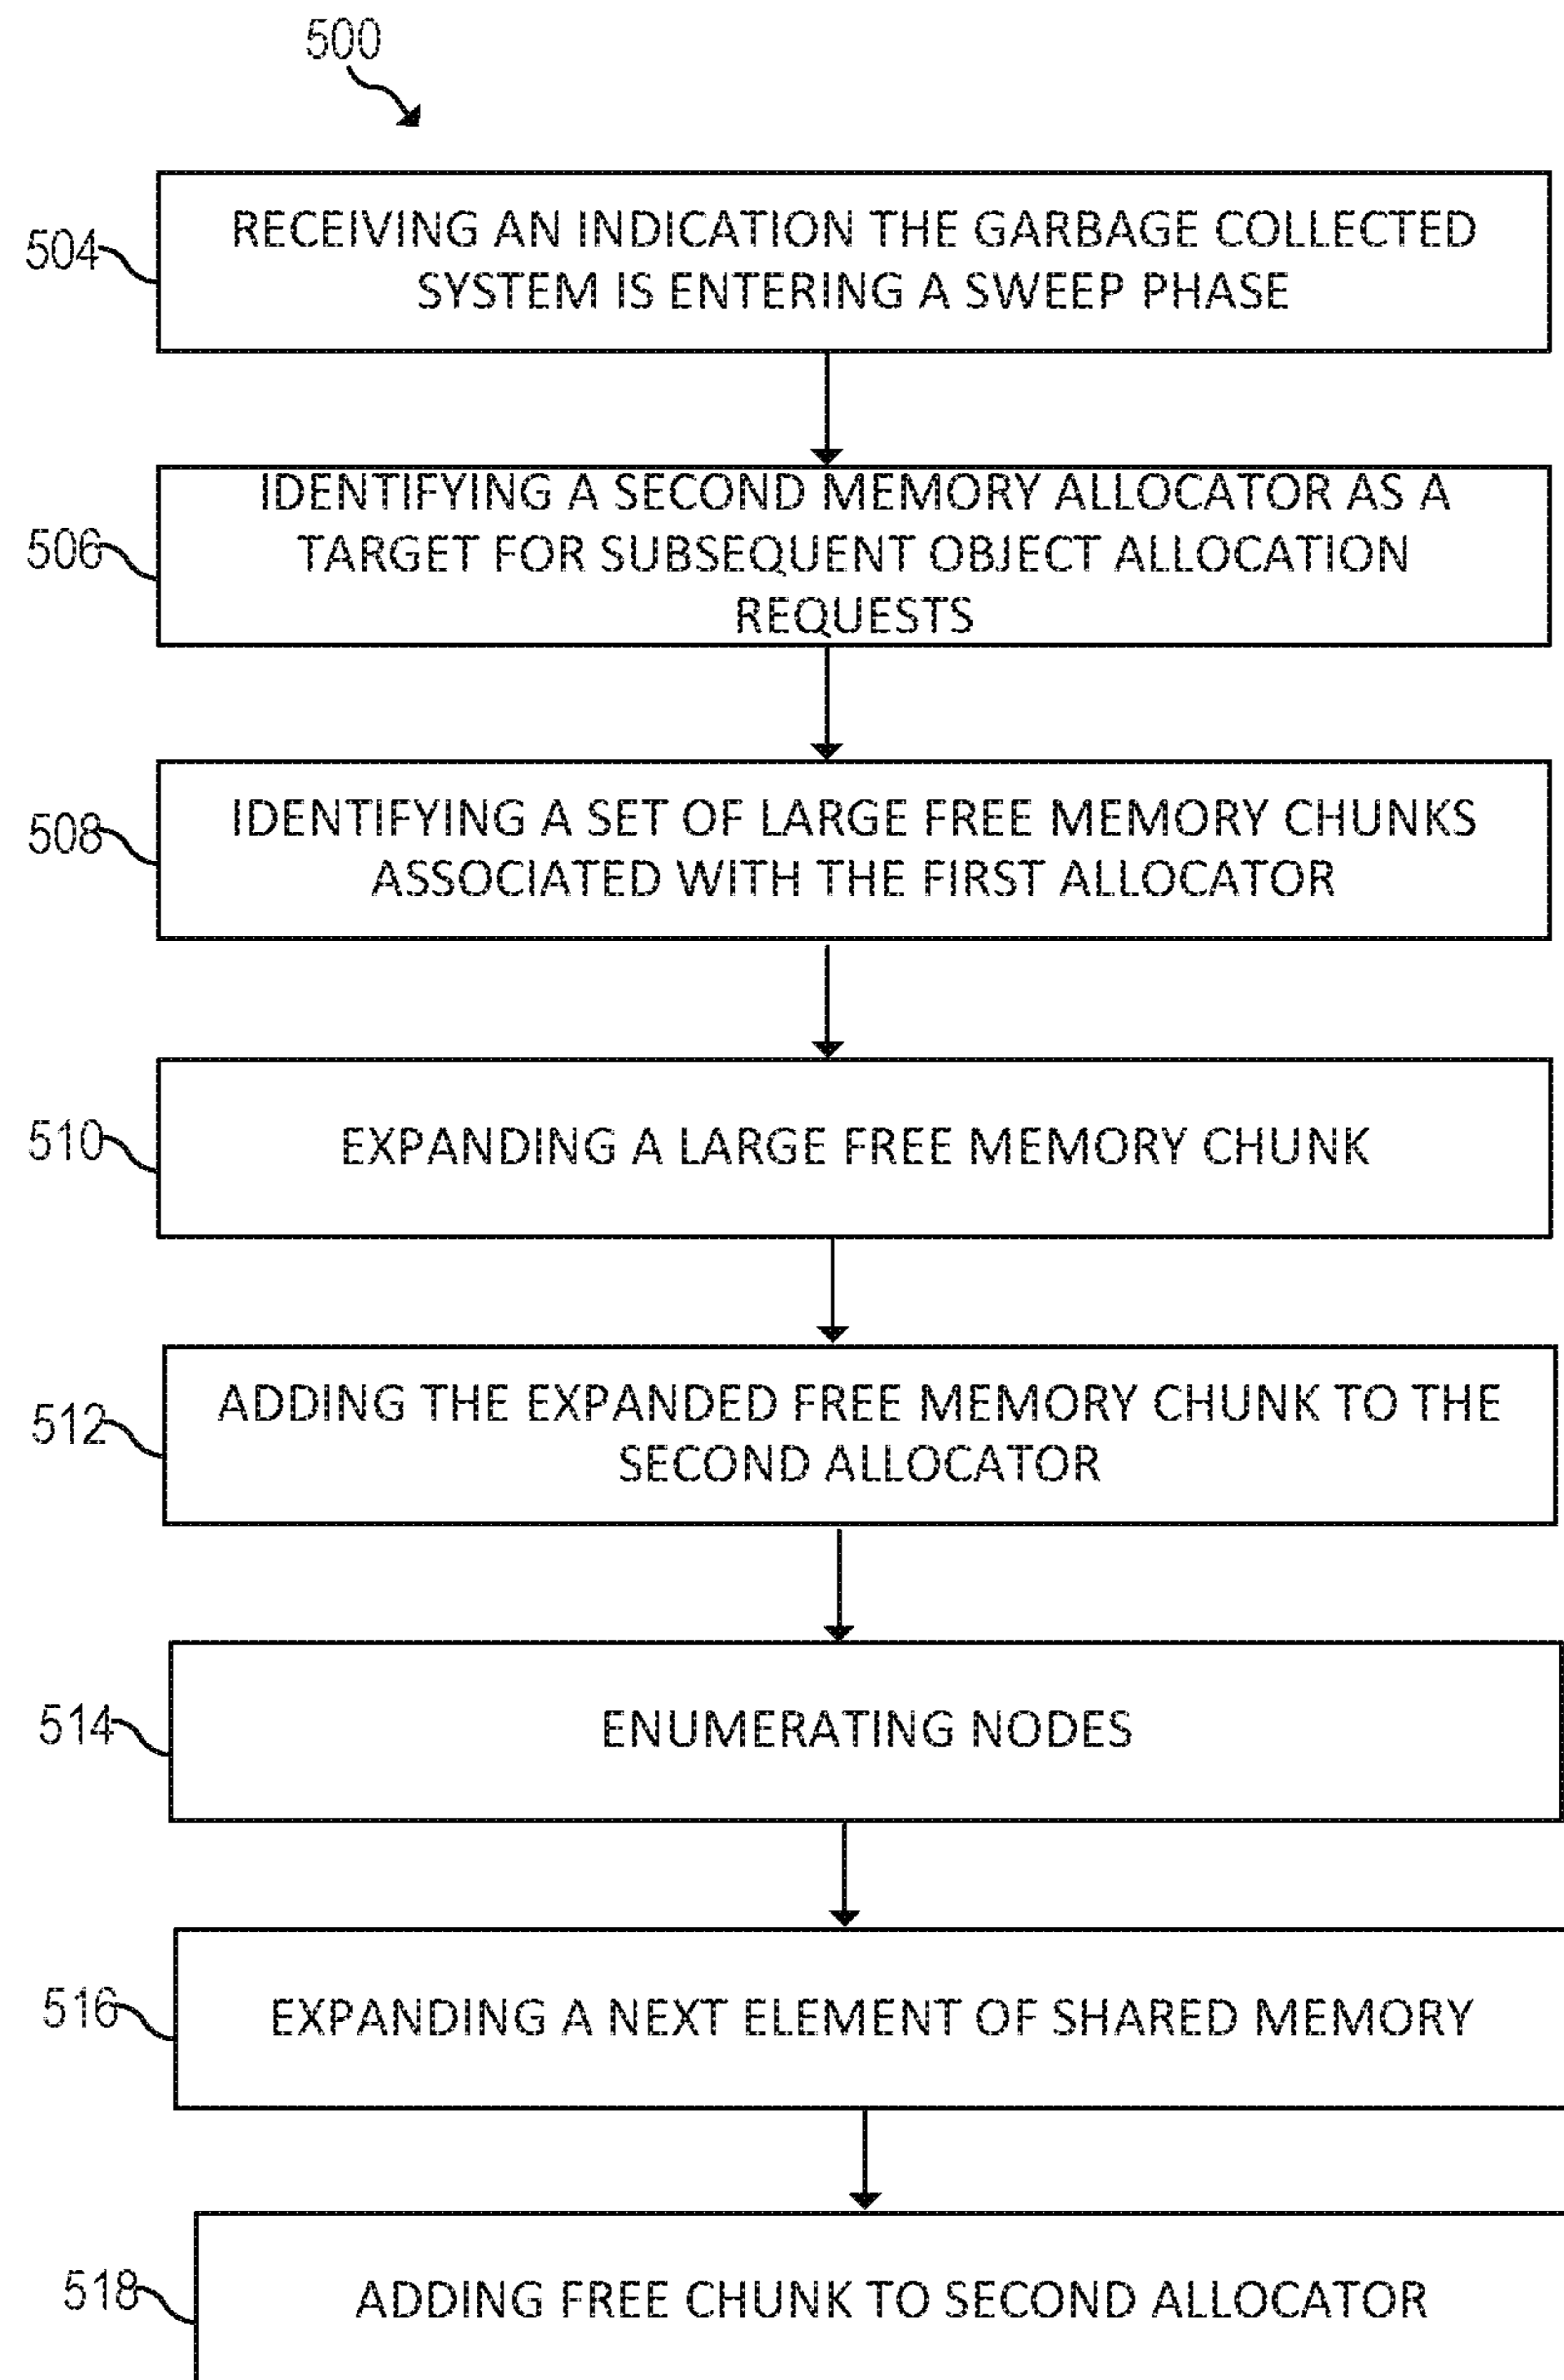 500
504
RECEIVING AN INDICATION THE GARBAGE COLLECTED
SYSTEM IS ENTERING A SWEEP PHASE
506
IDENTIFYING A SECOND MEMORY ALLOCATOR AS A
TARGET FOR SUBSEQUENT OBJECT ALLOCATION
REQUESTS
508
IDENTIFYING A SET OF LARGE FREE MEMORY CHUNKS
ASSOCIATED WITH THE FIRST ALLOCATOR
510
EXPANDING A LARGE FREE MEMORY CHUNK
512
ADDING THE EXPANDED FREE MEMORY CHUNK TO THE
SECOND ALLOCATOR
514
ENUMERATING NODES
516
EXPANDING A NEXT ELEMENT OF SHARED MEMORY
518
ADDING FREE CHUNK TO SECOND ALLOCATOR